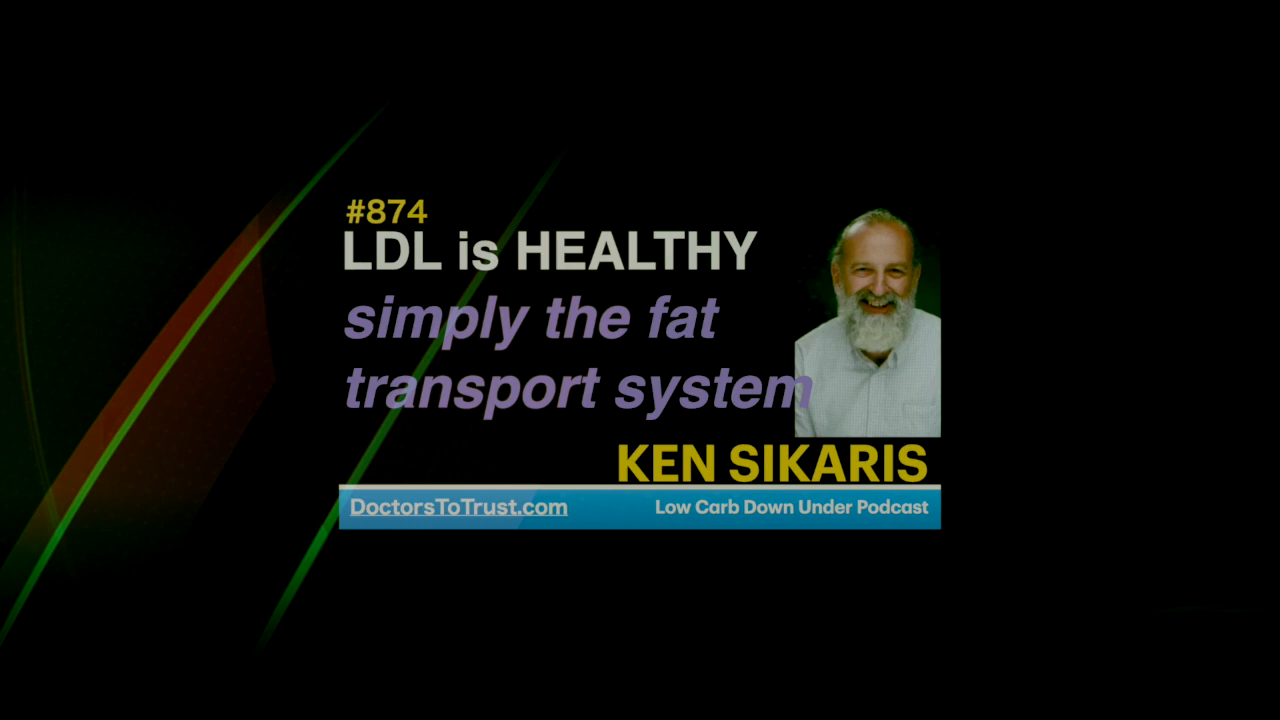 #874
LDL is HEALTHY
simply the fat
transport system
KEN SIKARIS
DoctorsToTrust.com
Low Carb Down Under Podcast